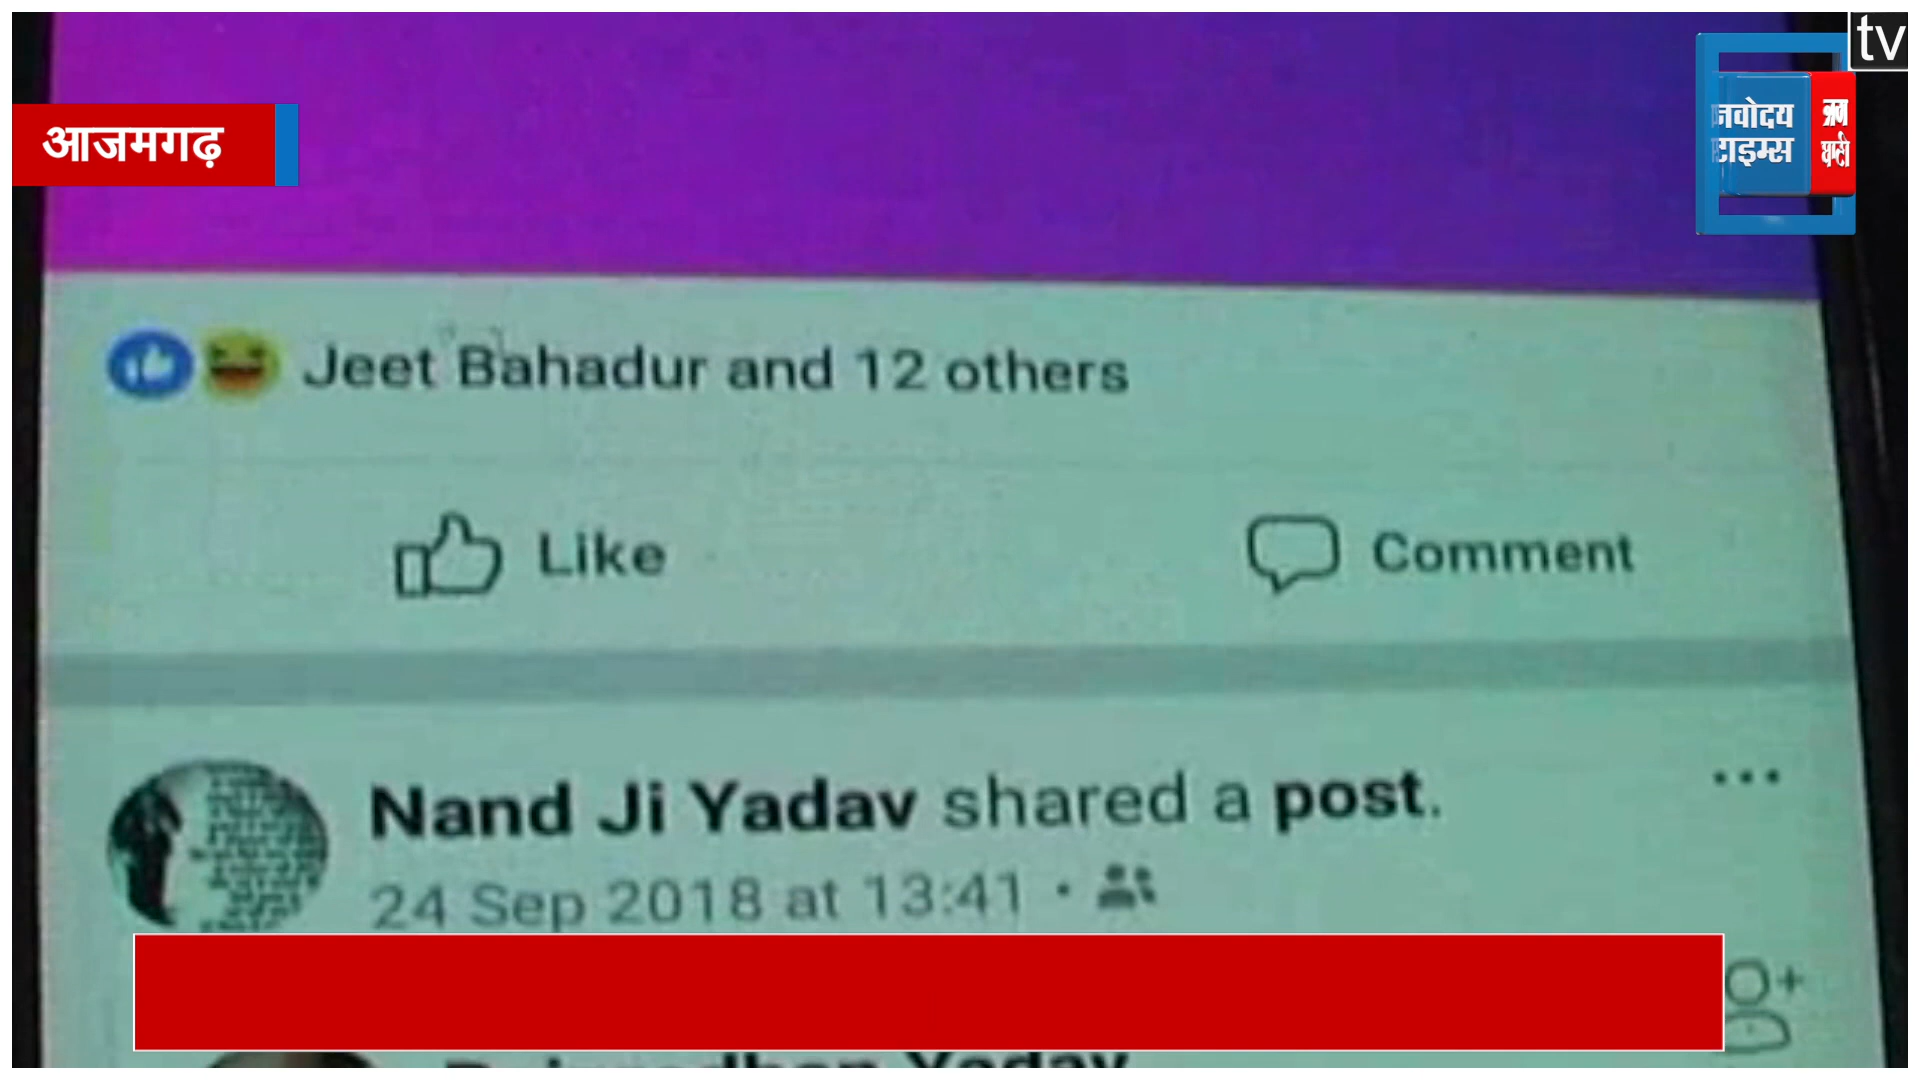 tv
आजमगढ़
नवोदय
टाइम्स
Jeet Bahadur and 12 others
Like
Comment
Nand Ji Yadav shared a post.
24 Sep 2018 at 13:41
Yadav